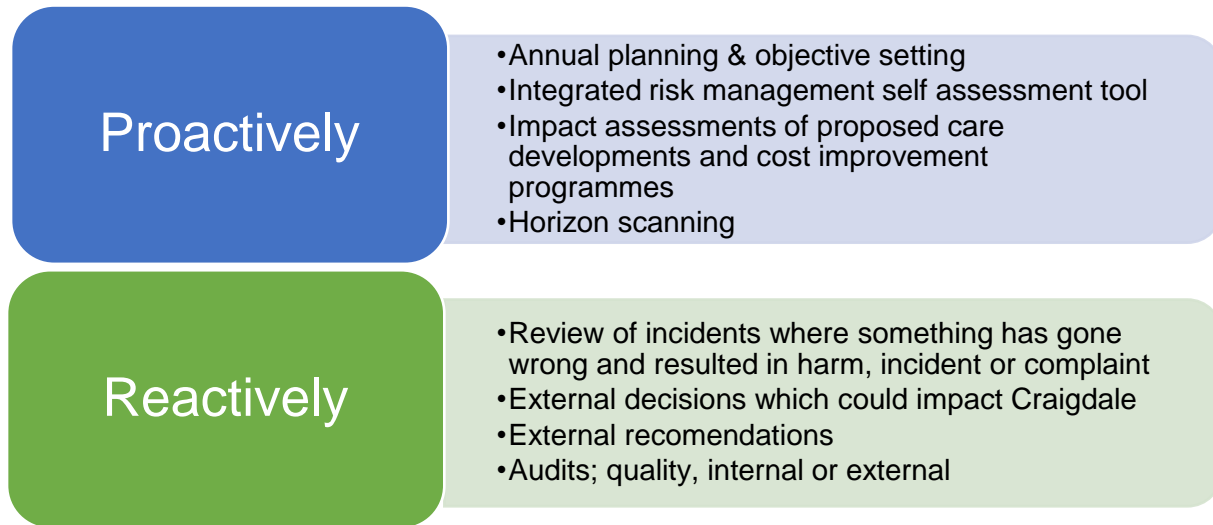 Proactively
•Annual planning & objective setting
•Integrated risk management self assessment tool
•Impact assessments of proposed care
developments and cost improvement
programmes
•Horizon scanning
Reactively
•Review of incidents where something has gone
wrong and resulted in harm, incident or complaint
•External decisions which could impact Craigdale
•External recomendations
•Audits; quality, internal or external